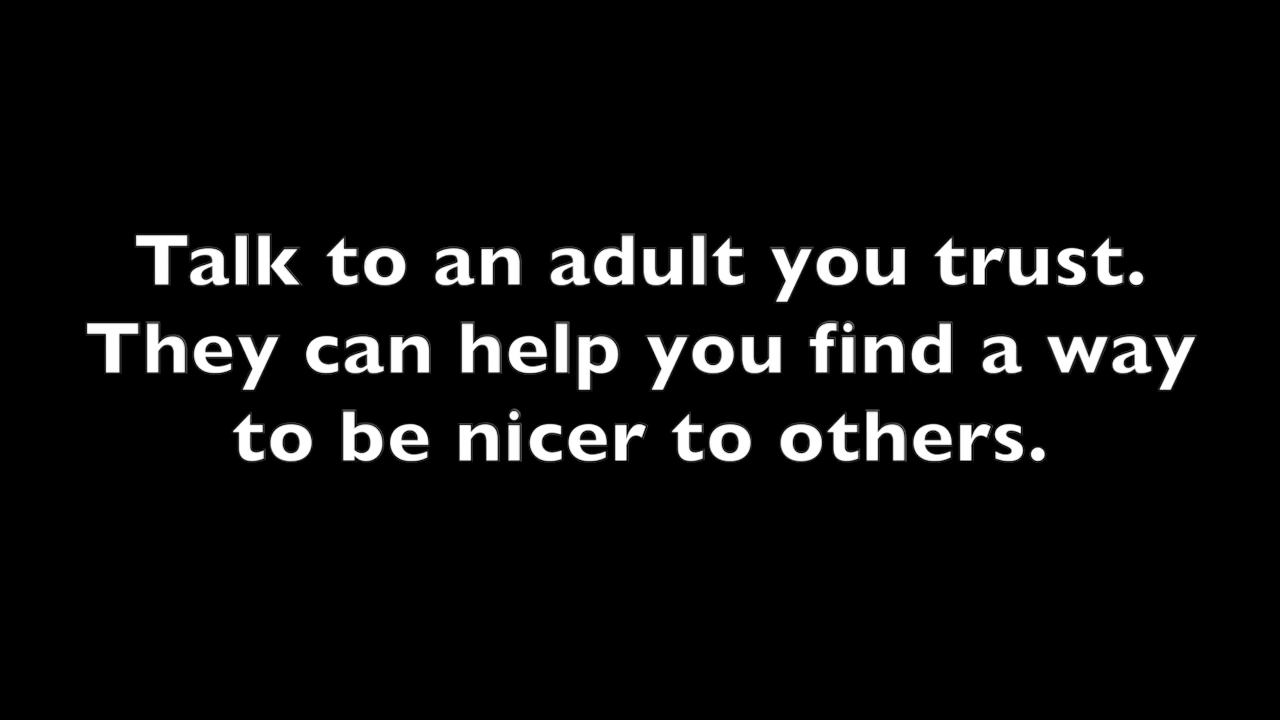 Talk to an adult you trust.
They can help you find a way
to be nicer to others.